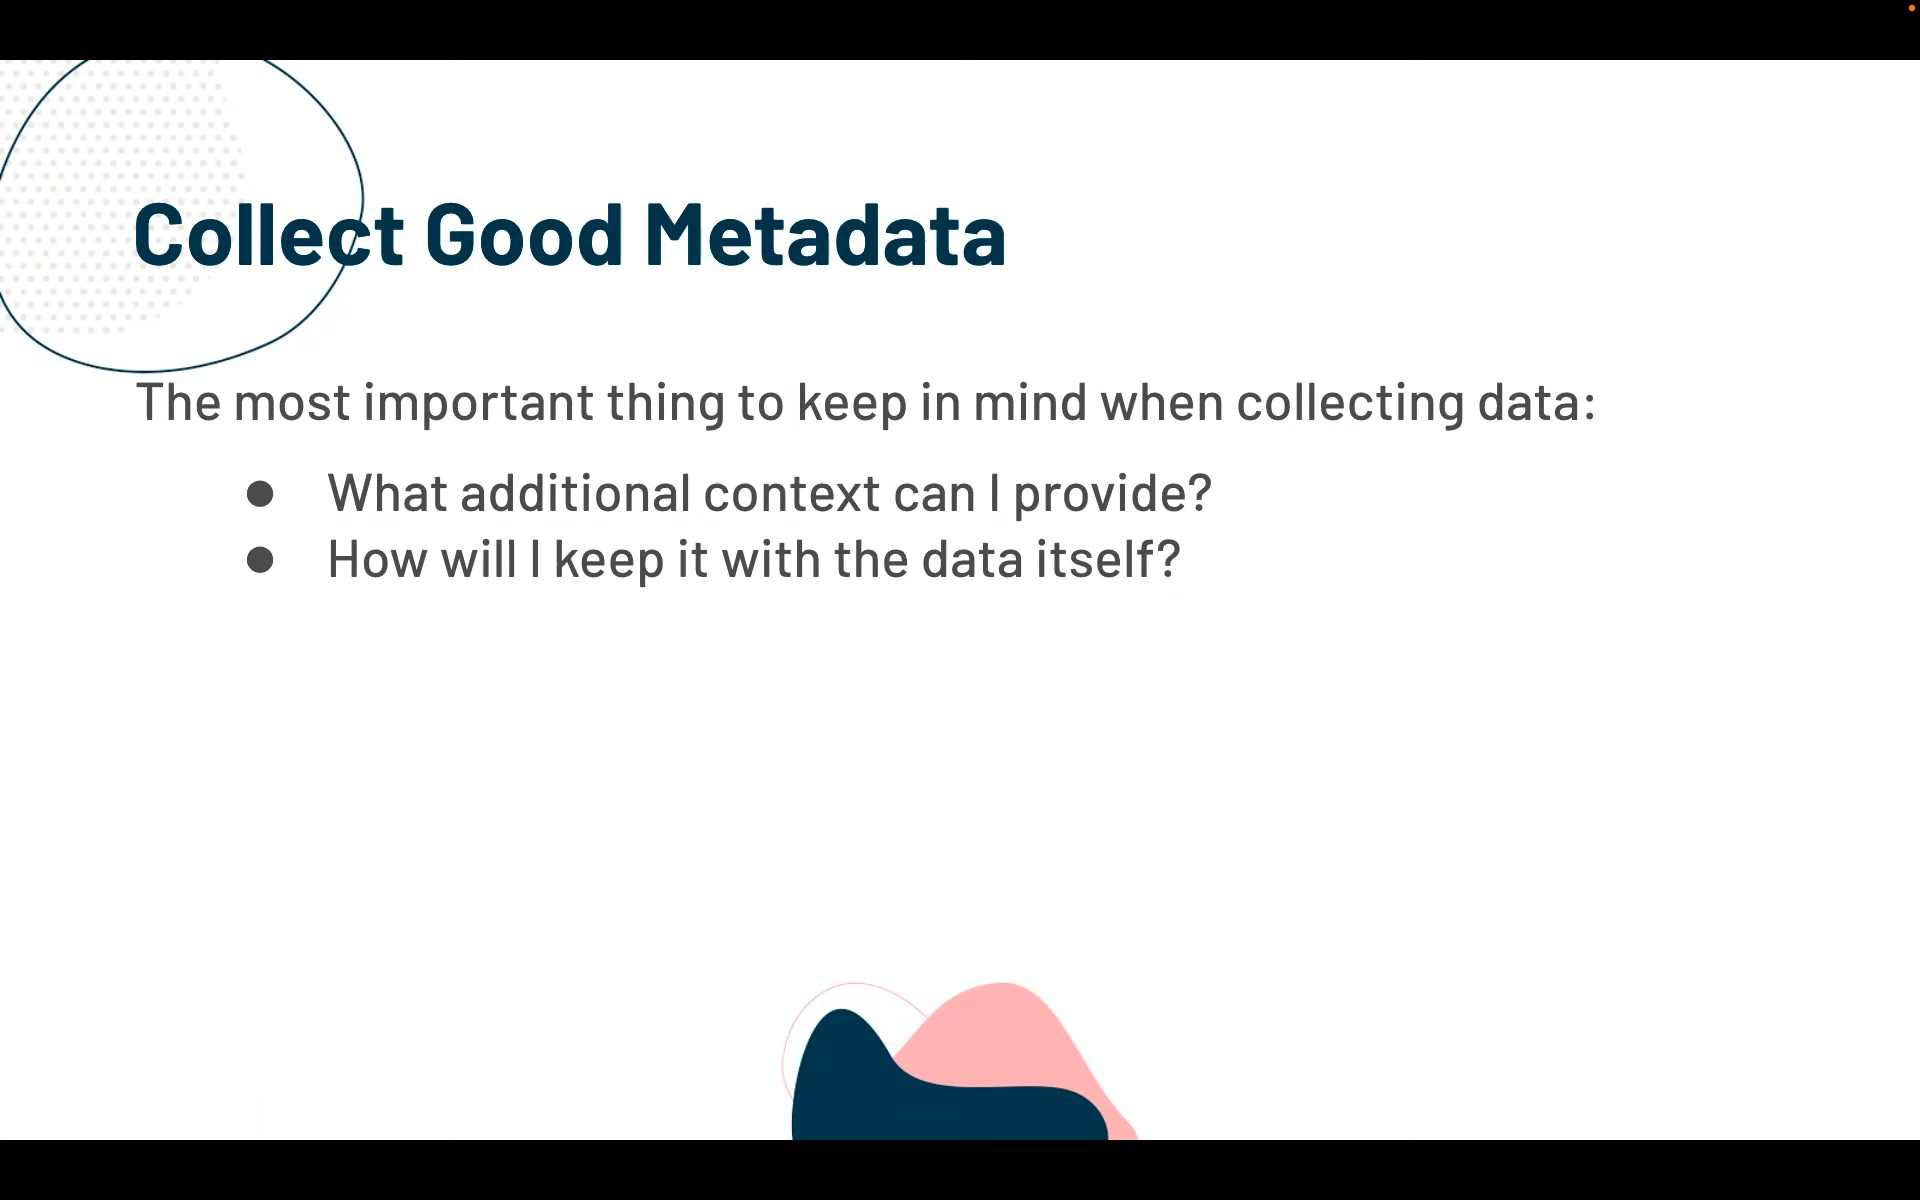 Collect Good Metadata
The most important thing to keep in mind when collecting data:
● What additional context can I provide?
● How will I keep it with the data itself?